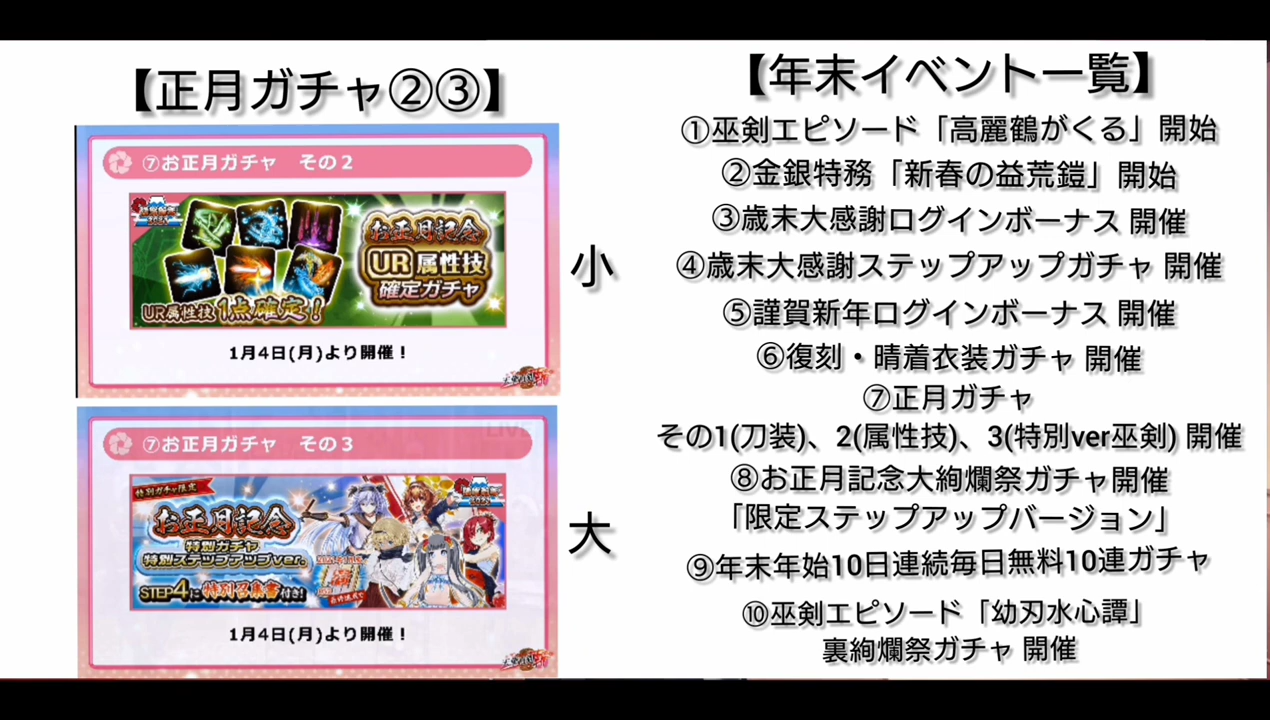 【正月ガチャ②③】
⑦お正月ガチャ その2
お正月記念
UR属性技
確定ガチャ
UR属性技1点確定！
1月4日(月)より開催！
小
⑦お正月ガチャ その3
特別ガチャ限定
お正月記念
特別ガチャ
特別ステップアップver.
STEP4に特別召集書付き!
1月4日(月)より開催！
大
【年末イベント一覧】
①巫剣エピソード「高麗鶴がくる」開始
②金銀特務「新春の益荒鎧」開始
③歳末大感謝ログインボーナス 開催
④歳末大感謝ステップアップガチャ 開催
⑤謹賀新年ログインボーナス 開催
⑥復刻・晴着衣装ガチャ 開催
⑦正月ガチャ
その1(刀装)、2(属性技)、3(特別ver巫剣) 開催
⑧お正月記念大絢爛祭ガチャ開催
「限定ステップアップバージョン」
⑨年末年始10日連続毎日無料10連ガチャ
⑩巫剣エピソード「幼刃水心譚」
裏絢爛祭ガチャ 開催